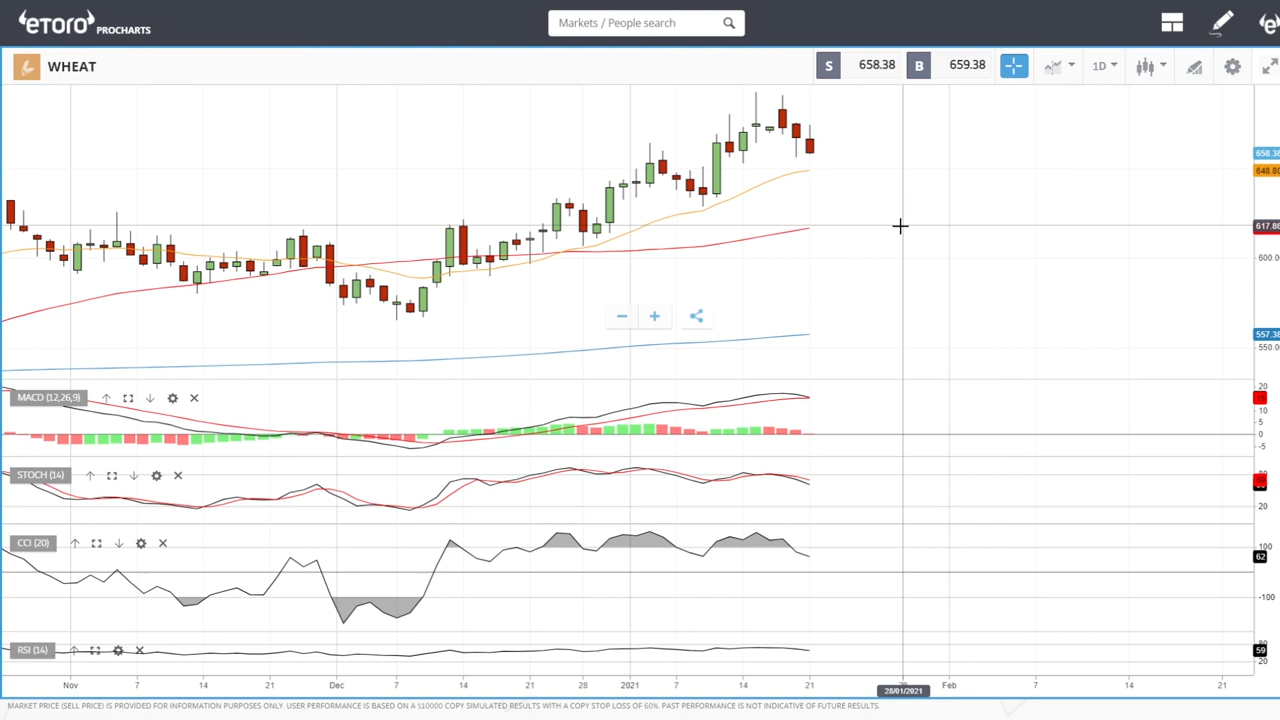 eToro PROCHARTS
Markets / People search
WHEAT
S 658.38 B 659.38
1D
658.38
648.80
617.86
600.00
557.38
550.00
MACD (12,26,9)
20
10
5
0
-5
STOCH (14)
20
CCI (20)
100
62
-100
RSI (14)
80
59
20
Nov 7 14 21 Dec 7 14 21 28 2021 7 14 21 Feb 7 14 21
28/01/2021
MARKET PRICE (SELL PRICE) IS PROVIDED FOR INFORMATION PURPOSES ONLY. USER PERFORMANCE IS BASED ON A $10000 COPY SIMULATED RESULTS WITH A COPY STOP LOSS OF 60%. PAST PERFORMANCE IS NOT INDICATIVE OF FUTURE RESULTS.